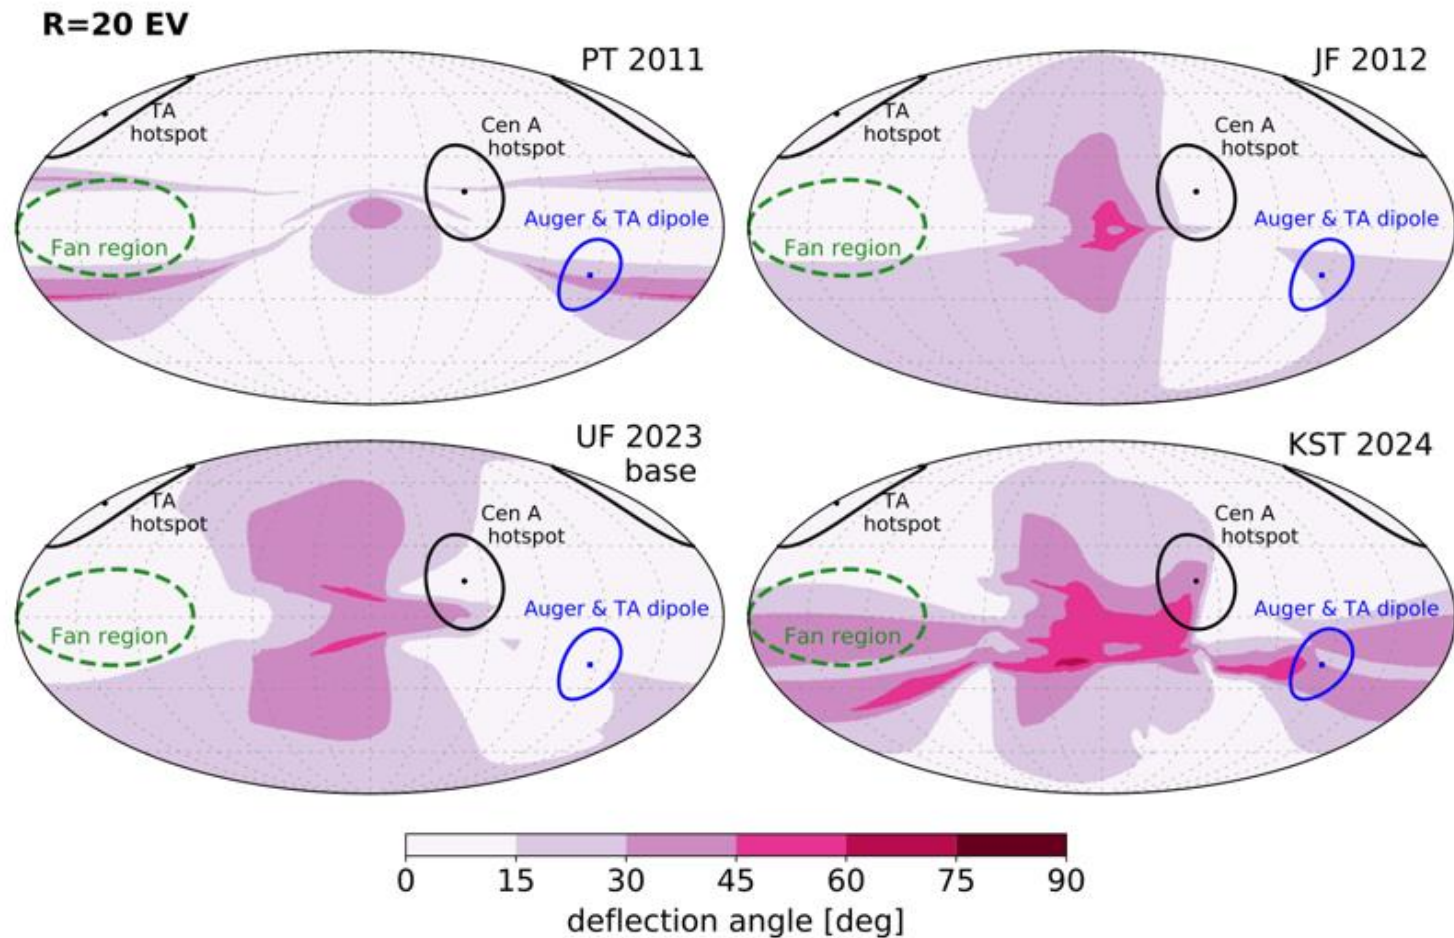 R=20 EV
PT 2011
TA
hotspot
Cen A
hotspot
Auger & TA dipole
Fan region
JF 2012
TA
hotspot
Cen A
hotspot
Auger & TA dipole
Fan region
UF 2023
base
TA
hotspot
Cen A
hotspot
Auger & TA dipole
Fan region
KST 2024
TA
hotspot
Cen A
hotspot
Auger & TA dipole
Fan region
0 15 30 45 60 75 90
deflection angle [deg]